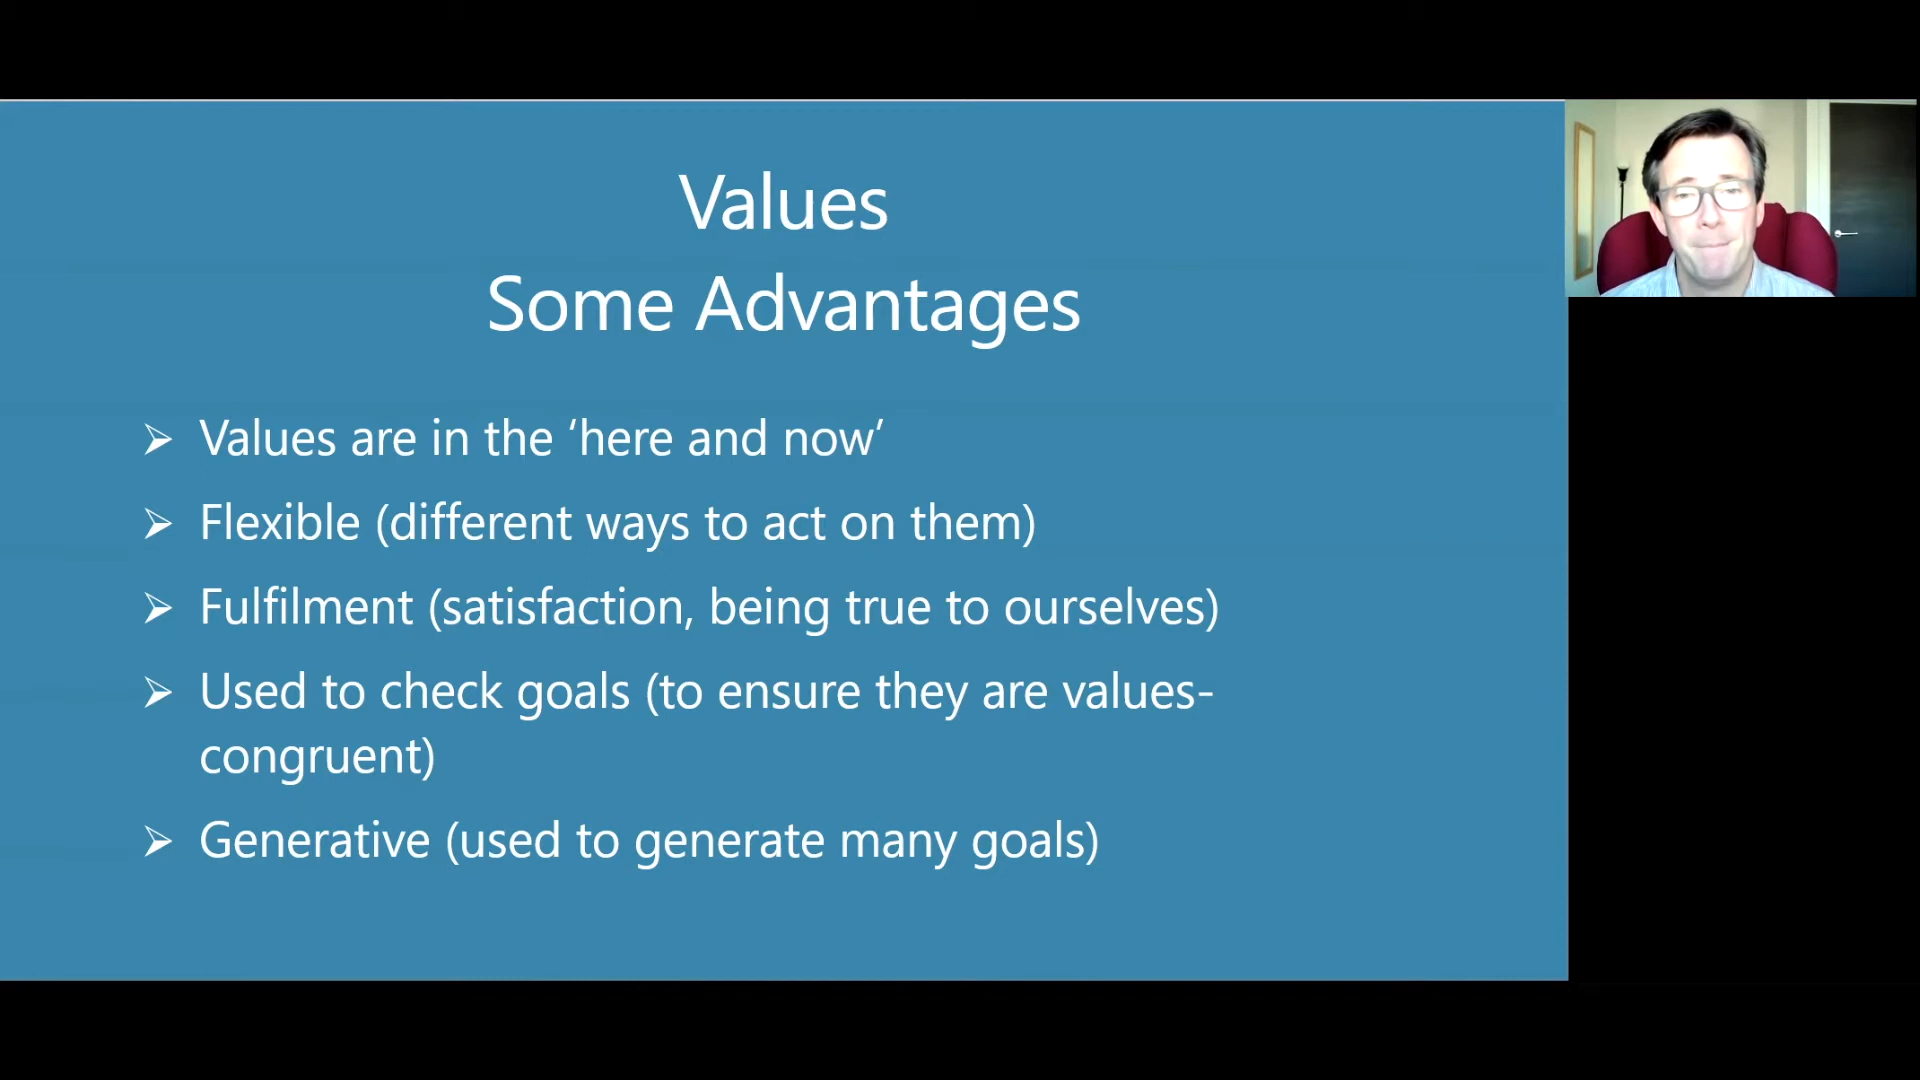 Values
Some Advantages
➢ Values are in the ‘here and now’
➢ Flexible (different ways to act on them)
➢ Fulfilment (satisfaction, being true to ourselves)
➢ Used to check goals (to ensure they are values-
congruent)
➢ Generative (used to generate many goals)